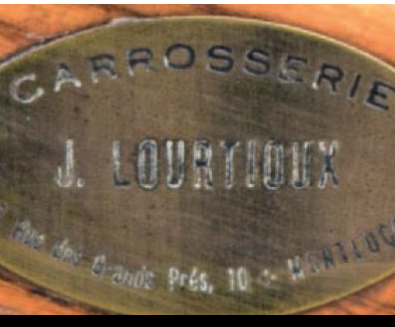 CARROSSERIE
J. LOURTIOUX
Rue des Grands Prés, 10